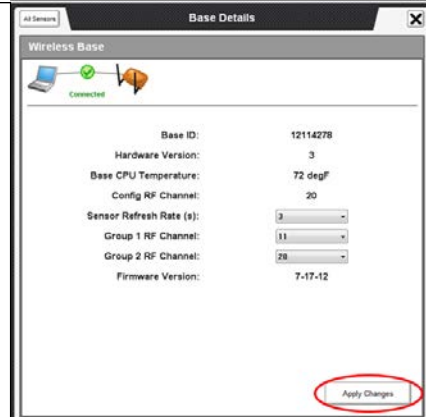 All Sensors
Base Details
X
Wireless Base
Connected
Base ID: 12114278
Hardware Version: 3
Base CPU Temperature: 72 degF
Config RF Channel: 20
Sensor Refresh Rate (s): 3
Group 1 RF Channel: 11
Group 2 RF Channel: 20
Firmware Version: 7-17-12
Apply Changes